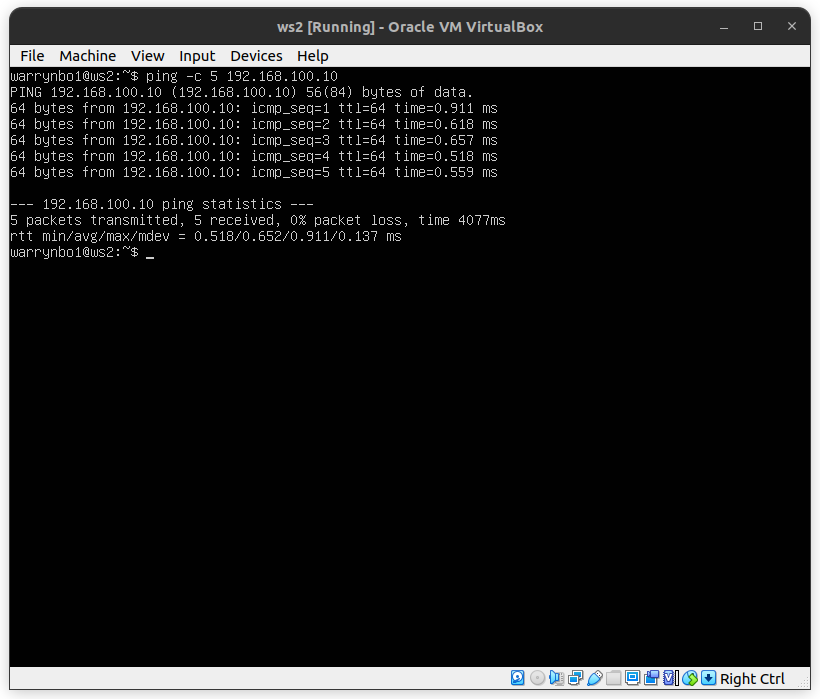 ws2 [Running] - Oracle VM VirtualBox
File Machine View Input Devices Help
warrynbo1@ws2:~$ ping -c 5 192.168.100.10
PING 192.168.100.10 (192.168.100.10) 56(84) bytes of data.
64 bytes from 192.168.100.10: icmp_seq=1 ttl=64 time=0.911 ms
64 bytes from 192.168.100.10: icmp_seq=2 ttl=64 time=0.618 ms
64 bytes from 192.168.100.10: icmp_seq=3 ttl=64 time=0.657 ms
64 bytes from 192.168.100.10: icmp_seq=4 ttl=64 time=0.518 ms
64 bytes from 192.168.100.10: icmp_seq=5 ttl=64 time=0.559 ms
--- 192.168.100.10 ping statistics ---
5 packets transmitted, 5 received, 0% packet loss, time 4077ms
rtt min/avg/max/mdev = 0.518/0.652/0.911/0.137 ms
warrynbo1@ws2:~$ _
Right Ctrl